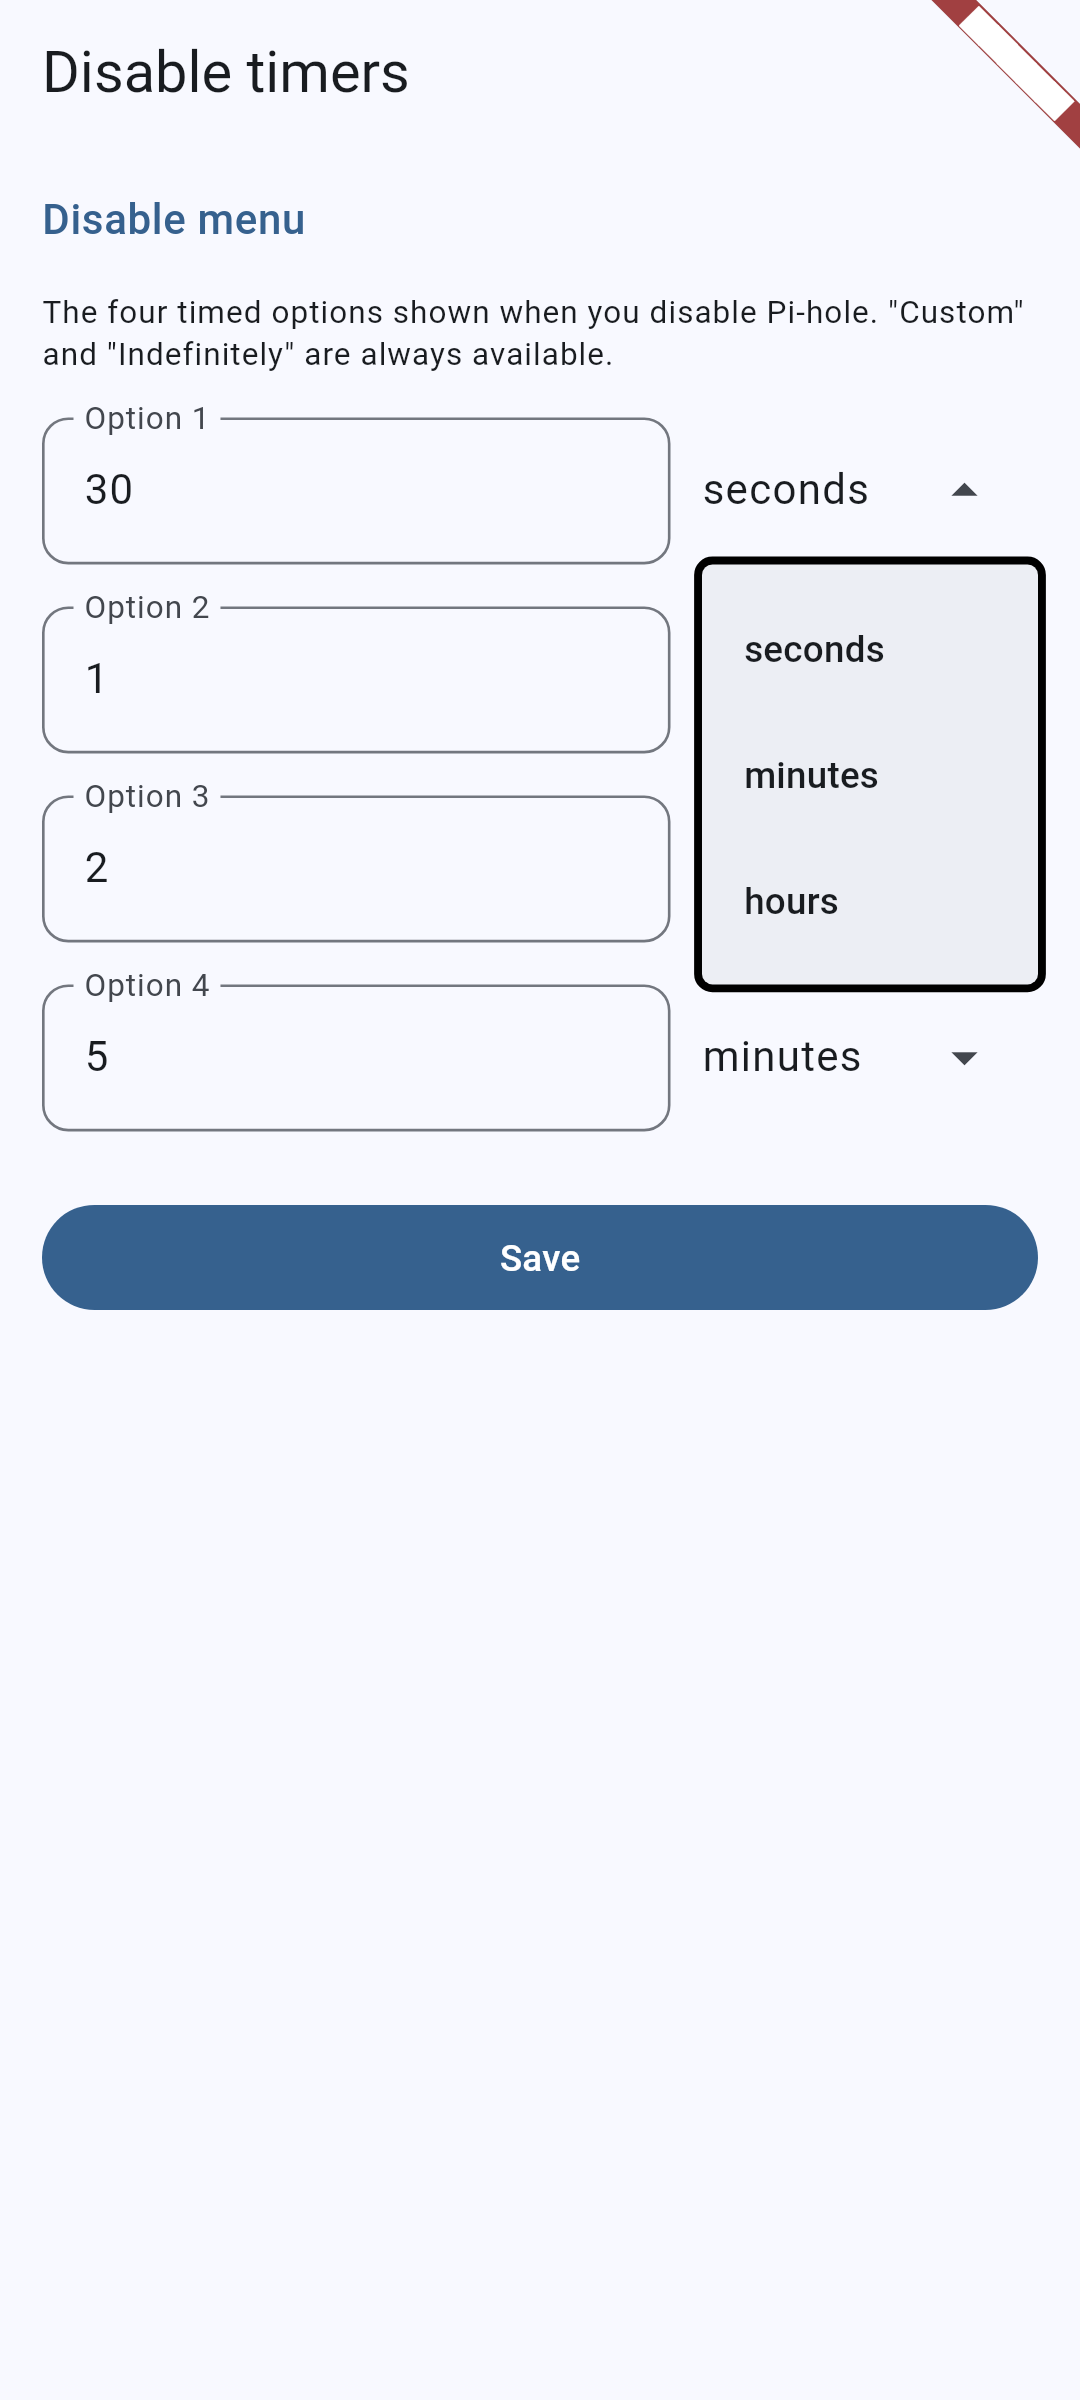 Disable timers
Disable menu
The four timed options shown when you disable Pi-hole. "Custom"
and "Indefinitely" are always available.
Option 1
30
seconds
Option 2
1
seconds
minutes
hours
Option 3
2
Option 4
5
minutes
Save